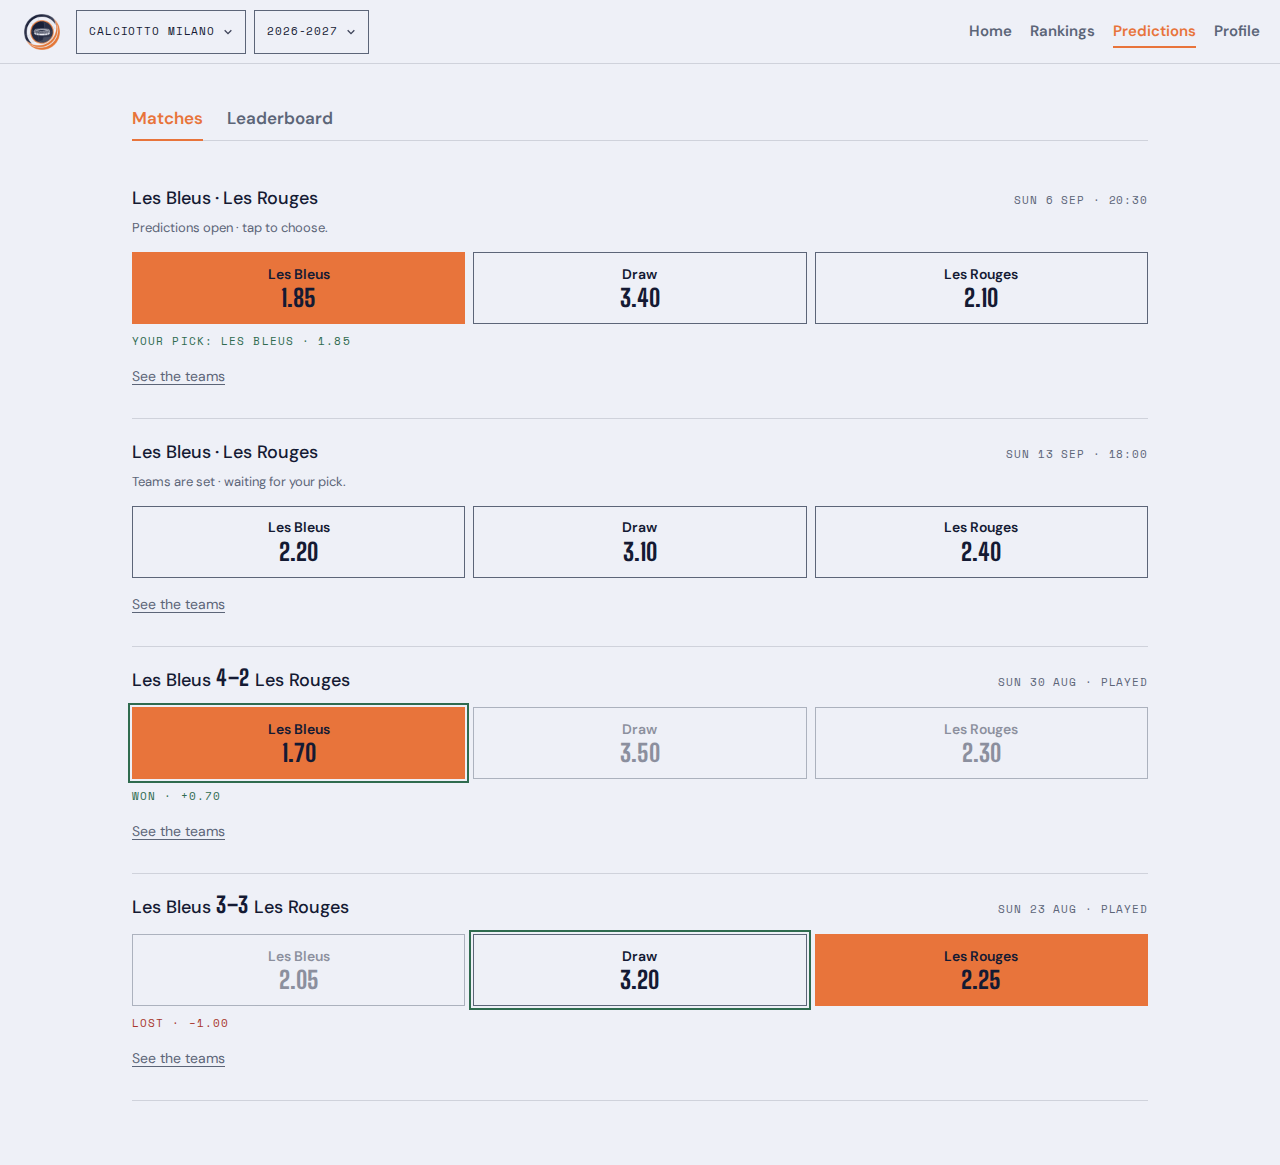 CALCIOTTO MILANO
2026-2027
Home
Rankings
Predictions
Profile
Matches
Leaderboard
Les Bleus · Les Rouges
SUN 6 SEP · 20:30
Predictions open · tap to choose.
Les Bleus
1.85
Draw
3.40
Les Rouges
2.10
YOUR PICK: LES BLEUS · 1.85
See the teams
Les Bleus · Les Rouges
SUN 13 SEP · 18:00
Teams are set · waiting for your pick.
Les Bleus
2.20
Draw
3.10
Les Rouges
2.40
See the teams
Les Bleus 4–2 Les Rouges
SUN 30 AUG · PLAYED
Les Bleus
1.70
Draw
3.50
Les Rouges
2.30
WON · +0.70
See the teams
Les Bleus 3–3 Les Rouges
SUN 23 AUG · PLAYED
Les Bleus
2.05
Draw
3.20
Les Rouges
2.25
LOST · −1.00
See the teams